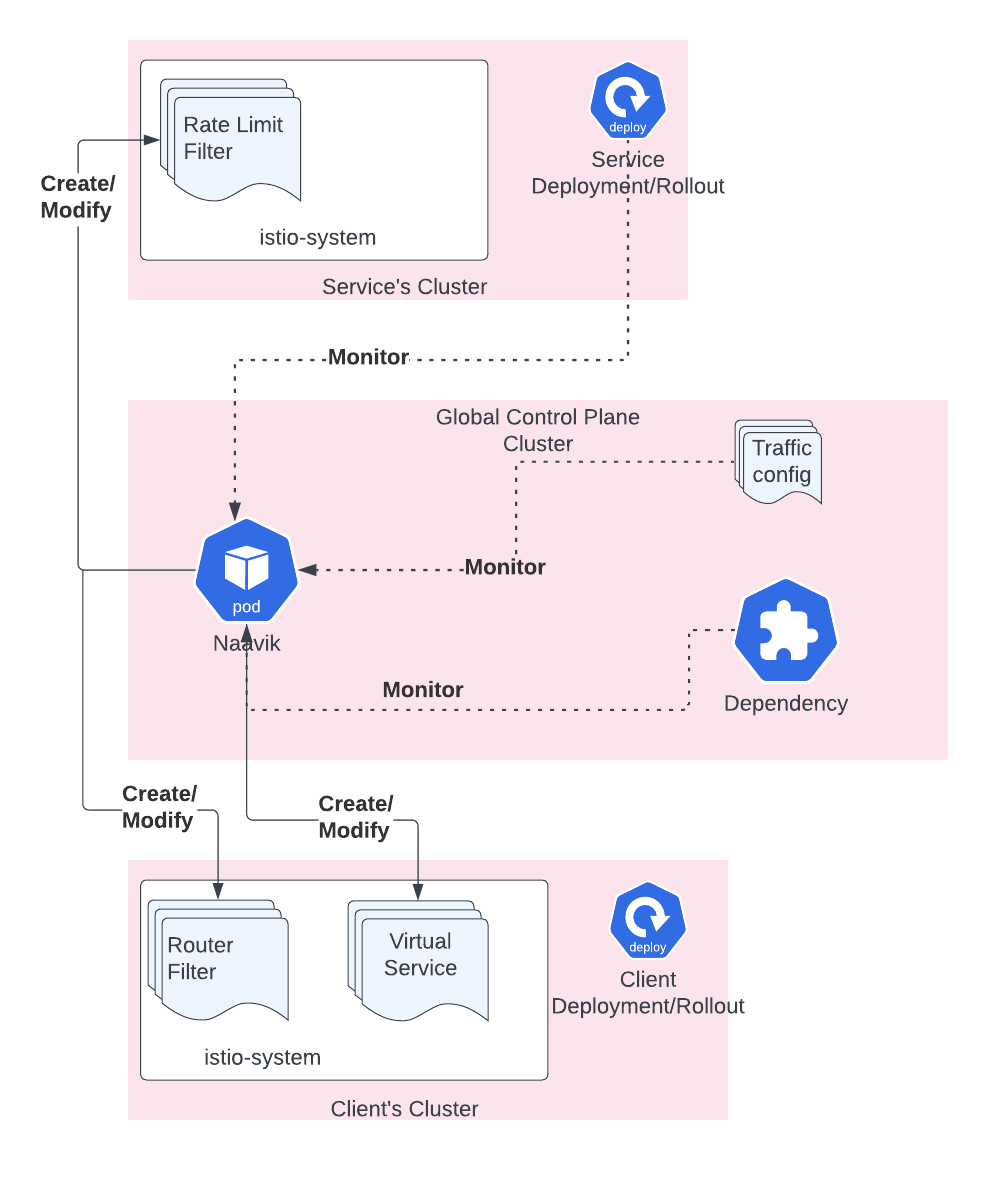 Rate Limit
Filter
istio-system
deploy
Service
Deployment/Rollout
Service's Cluster
Create/
Modify
Monitor
Global Control Plane
Cluster
Traffic
config
Monitor
pod
Naavik
Monitor
Dependency
Create/
Modify
Create/
Modify
Router
Filter
Virtual
Service
istio-system
deploy
Client
Deployment/Rollout
Client's Cluster